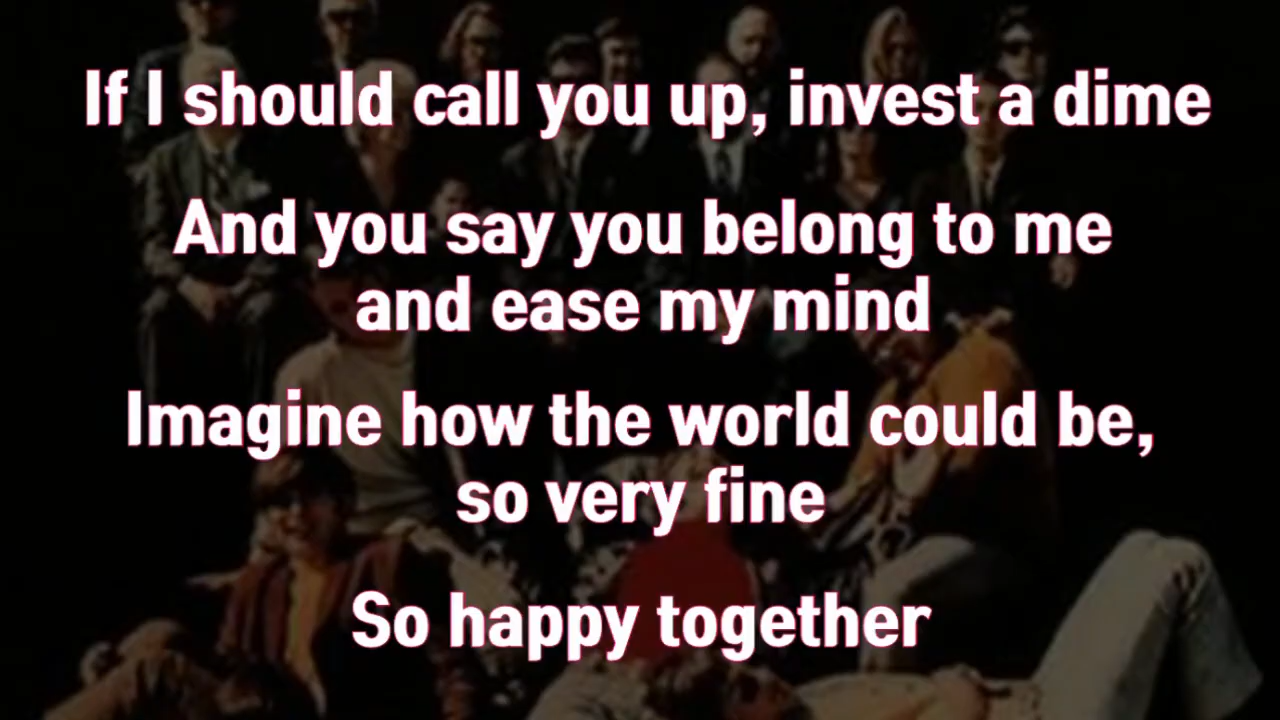 If I should call you up, invest a dime
And you say you belong to me
and ease my mind
Imagine how the world could be,
so very fine
So happy together